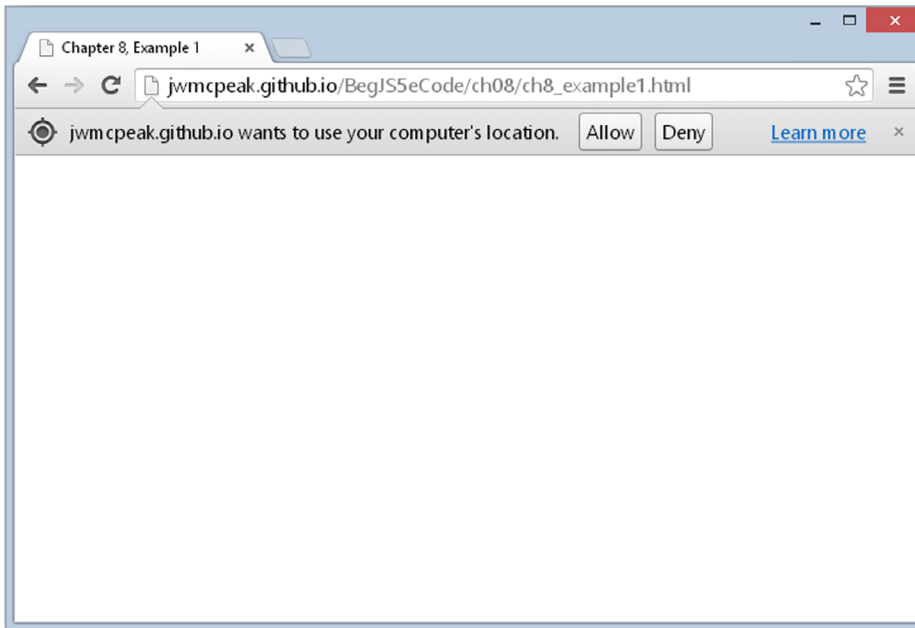 Chapter 8, Example 1
jwmcpeak.github.io/BegJS5eCode/ch08/ch8_example1.html
jwmcpeak.github.io wants to use your computer's location. Allow Deny Learn more